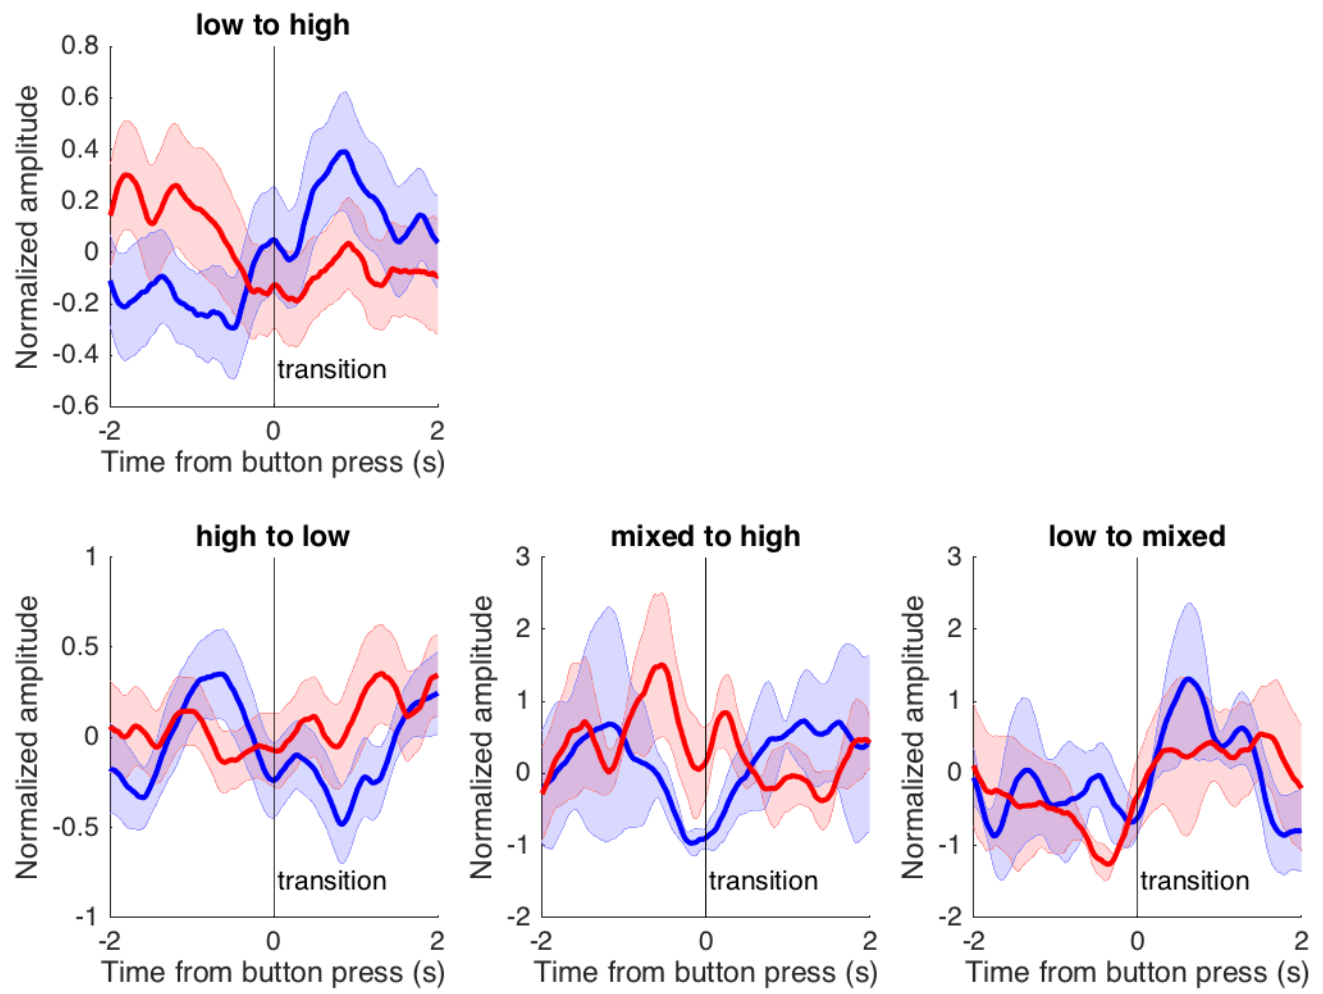 low to high
Normalized amplitude
0.8
0.6
0.4
0.2
0
-0.2
-0.4
-0.6
transition
-2 0 2
Time from button press (s)
high to low
Normalized amplitude
1
0.5
0
-0.5
-1
transition
-2 0 2
Time from button press (s)
mixed to high
Normalized amplitude
3
2
1
0
-1
-2
transition
-2 0 2
Time from button press (s)
low to mixed
Normalized amplitude
3
2
1
0
-1
-2
transition
-2 0 2
Time from button press (s)